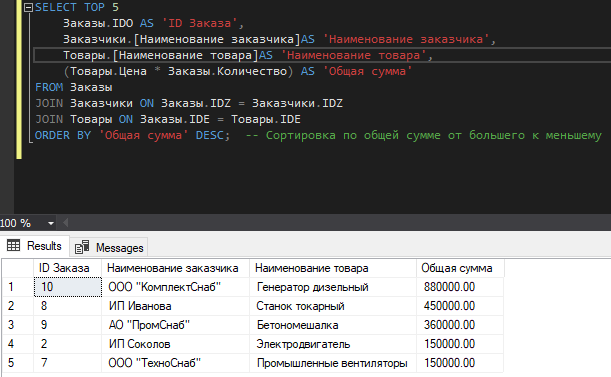 SELECT TOP 5
Заказы.IDO AS 'ID Заказа',
Заказчики.[Наименование заказчика]AS 'Наименование заказчика',
Товары.[Наименование товара]AS 'Наименование товара',
(Товары.Цена * Заказы.Количество) AS 'Общая сумма'
FROM Заказы
JOIN Заказчики ON Заказы.IDZ = Заказчики.IDZ
JOIN Товары ON Заказы.IDE = Товары.IDE
ORDER BY 'Общая сумма' DESC;  -- Сортировка по общей сумме от большего к меньшему
100 %
Results Messages
ID Заказа Наименование заказчика Наименование товара Общая сумма
1 10 ООО "КомплектСнаб" Генератор дизельный 880000.00
2 8 ИП Иванова Станок токарный 450000.00
3 9 АО "ПромСнаб" Бетономешалка 360000.00
4 2 ИП Соколов Электродвигатель 150000.00
5 7 ООО "ТехноСнаб" Промышленные вентиляторы 150000.00